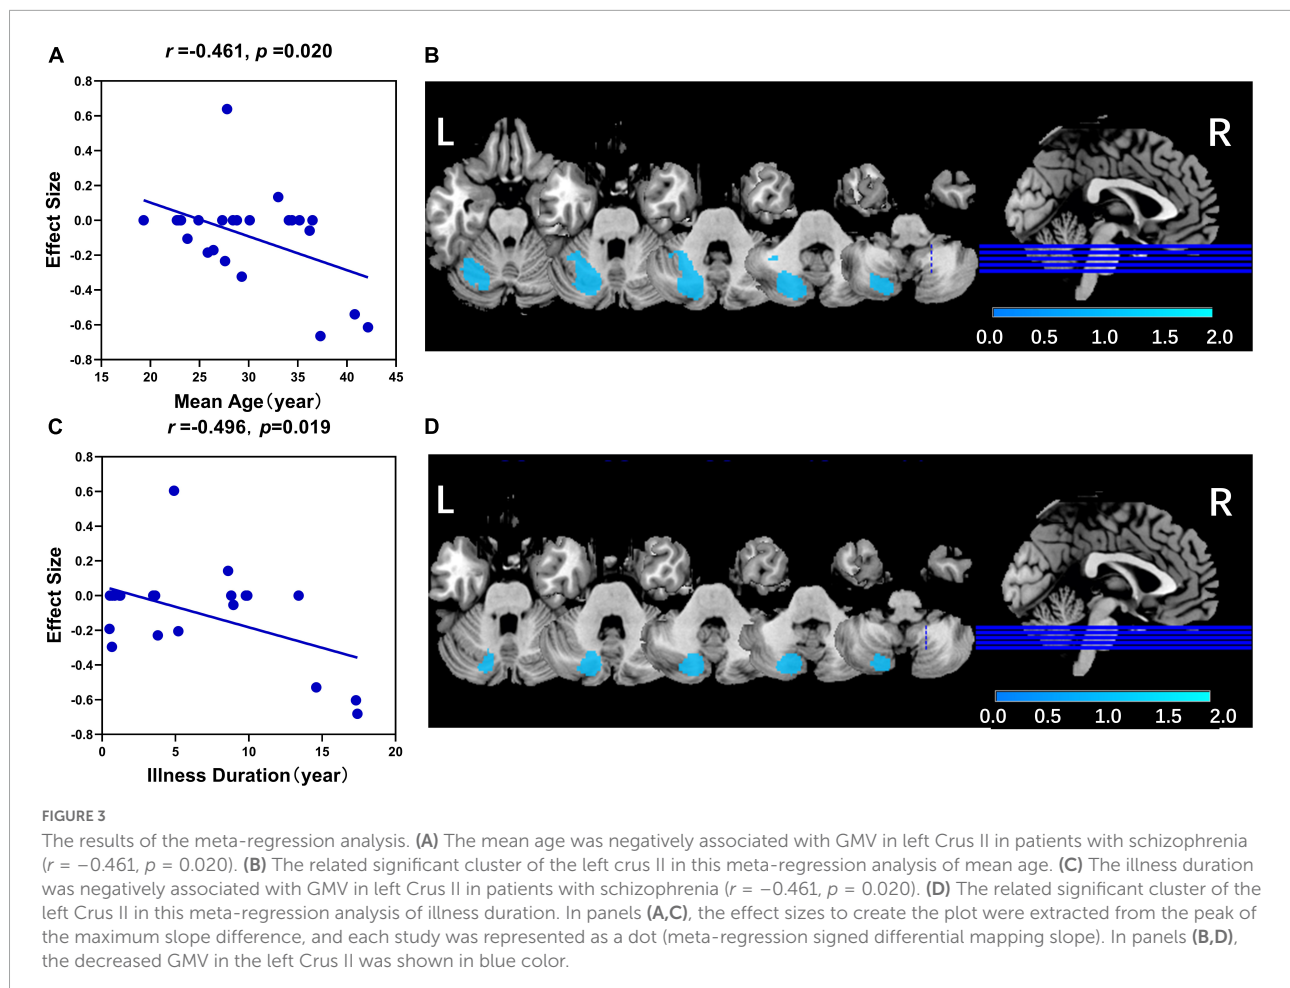 A
r =-0.461, p =0.020
0.8
0.6
0.4
0.2
0.0
-0.2
-0.4
-0.6
-0.8
Effect Size
15 20 25 30 35 40 45
Mean Age（year）
B
L
R
0.0 0.5 1.0 1.5 2.0
C
r =-0.496, p=0.019
0.8
0.6
0.4
0.2
0.0
-0.2
-0.4
-0.6
-0.8
Effect Size
0 5 10 15 20
Illness Duration（year）
D
L
R
0.0 0.5 1.0 1.5 2.0
FIGURE 3
The results of the meta-regression analysis. (A) The mean age was negatively associated with GMV in left Crus II in patients with schizophrenia
(r = −0.461, p = 0.020). (B) The related significant cluster of the left crus II in this meta-regression analysis of mean age. (C) The illness duration
was negatively associated with GMV in left Crus II in patients with schizophrenia (r = −0.461, p = 0.020). (D) The related significant cluster of the
left Crus II in this meta-regression analysis of illness duration. In panels (A,C), the effect sizes to create the plot were extracted from the peak of
the maximum slope difference, and each study was represented as a dot (meta-regression signed differential mapping slope). In panels (B,D),
the decreased GMV in the left Crus II was shown in blue color.